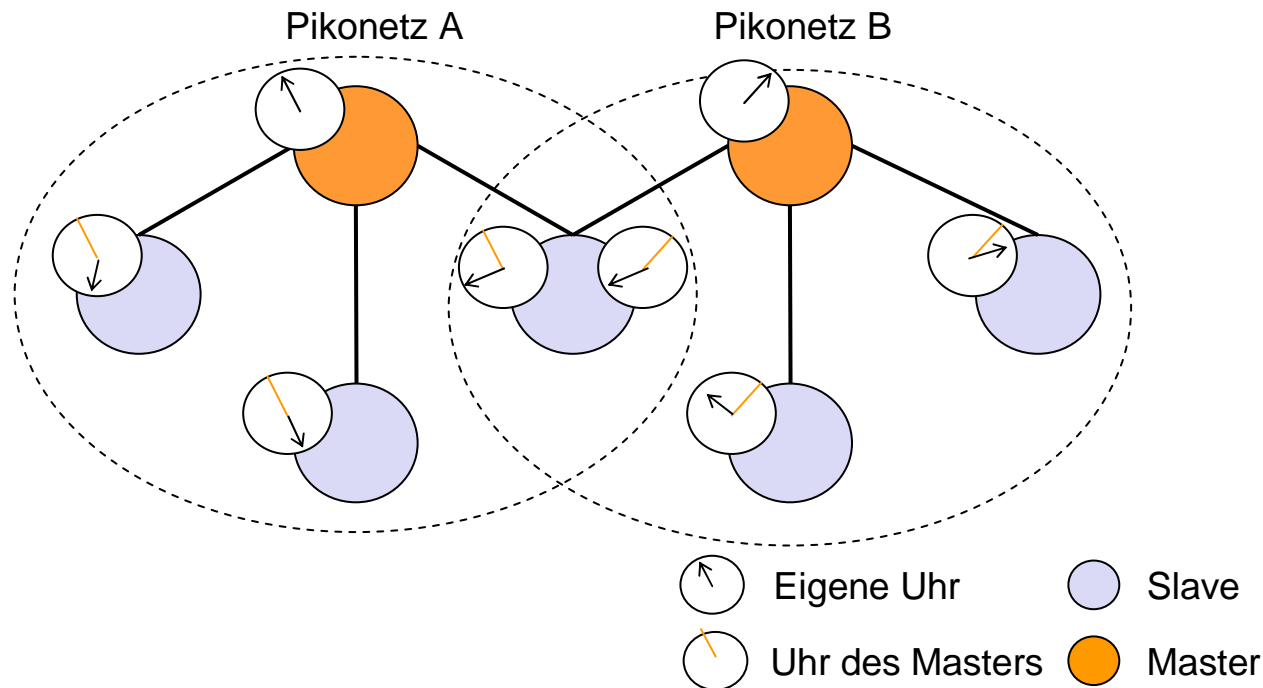 Pikonetz A
Pikonetz B
Eigene Uhr
Slave
Uhr des Masters
Master